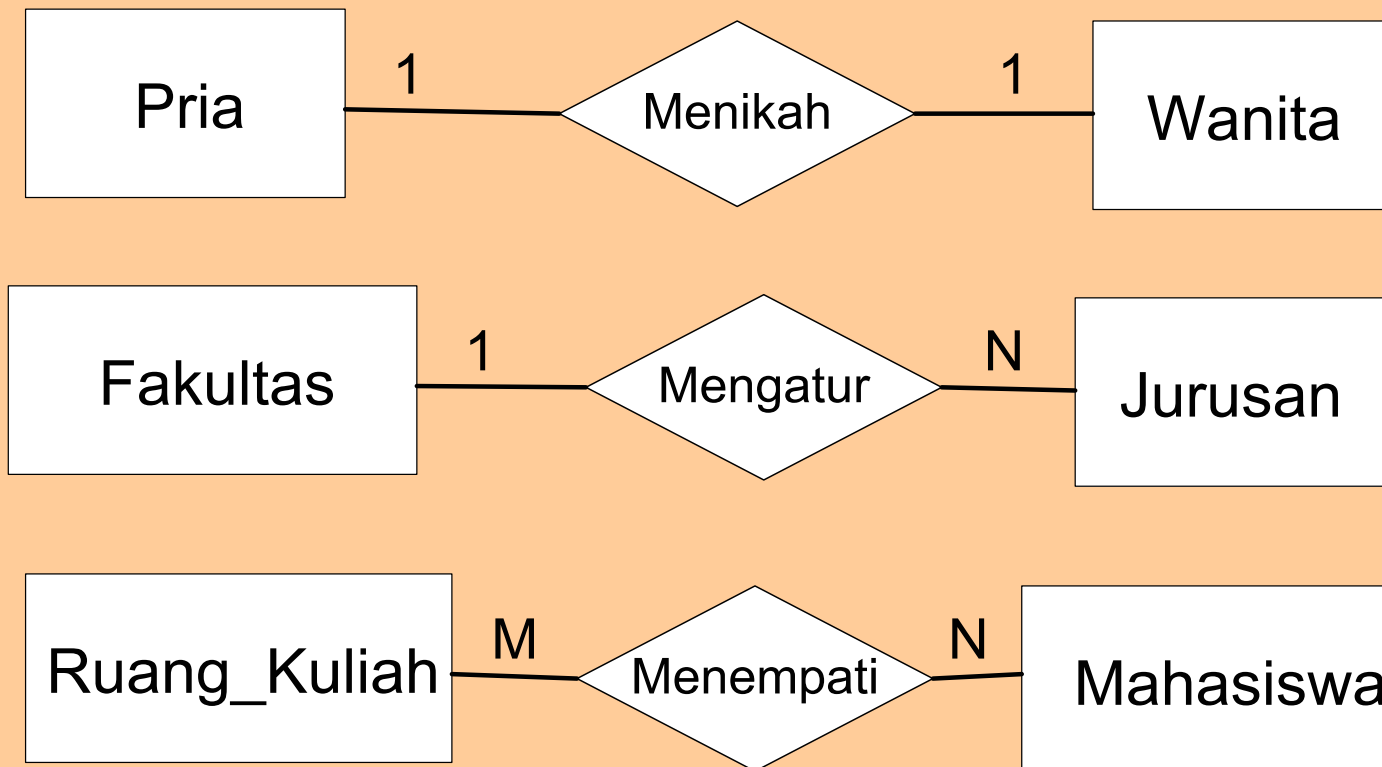 Pria 1 Menikah 1 Wanita
Fakultas 1 Mengatur N Jurusan
Ruang_Kuliah M Menempati N Mahasiswa